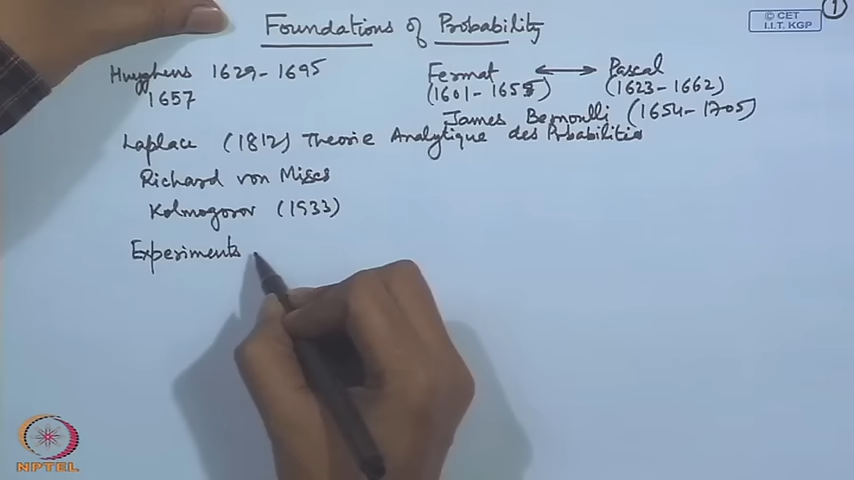 Foundations of Probability
1
© CET
I.I.T. KGP
Huyghens 1629-1695
1657
Fermat ↔ Pascal
(1601-1655) (1623-1662)
James Bernoulli (1654-1705)
Laplace (1812) Theorie Analytique des Probabilities
Richard von Mises
Kolmogorov (1933)
Experiments
NPTEL